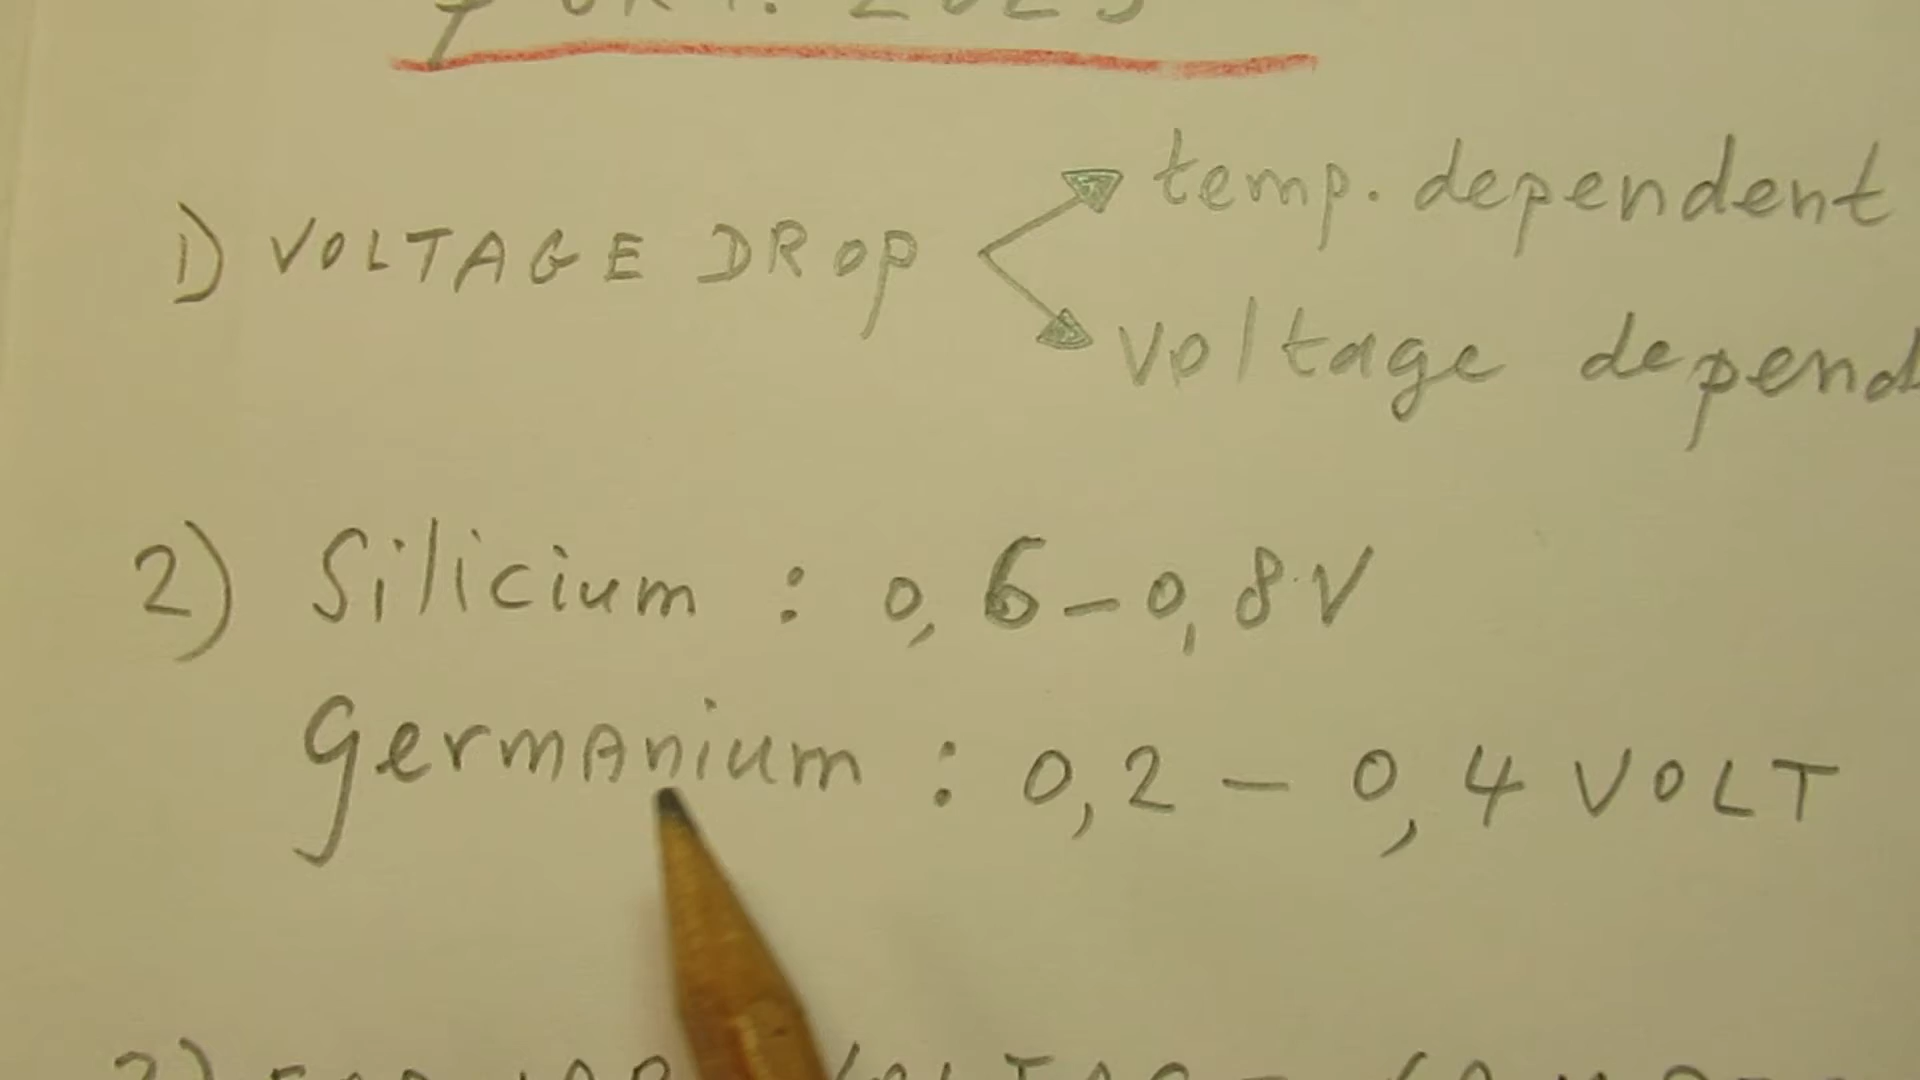 2023
1) VOLTAGE DROP temp. dependent
voltage depend
2) Silicium : 0,6-0,8V
Germanium : 0,2 - 0,4 VOLT